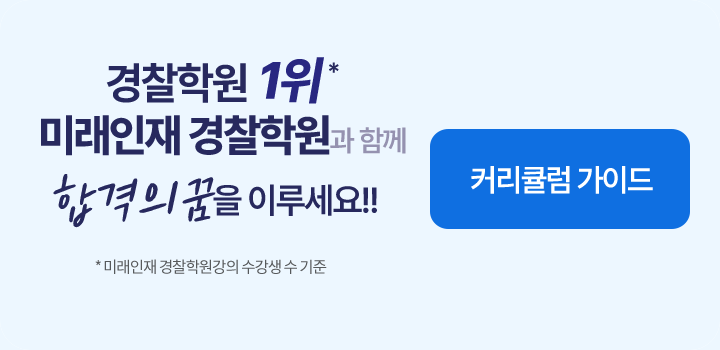 경찰학원 1위*
미래인재 경찰학원과 함께
합격의 꿈을 이루세요!!
* 미래인재 경찰학원강의 수강생 수 기준
커리큘럼 가이드